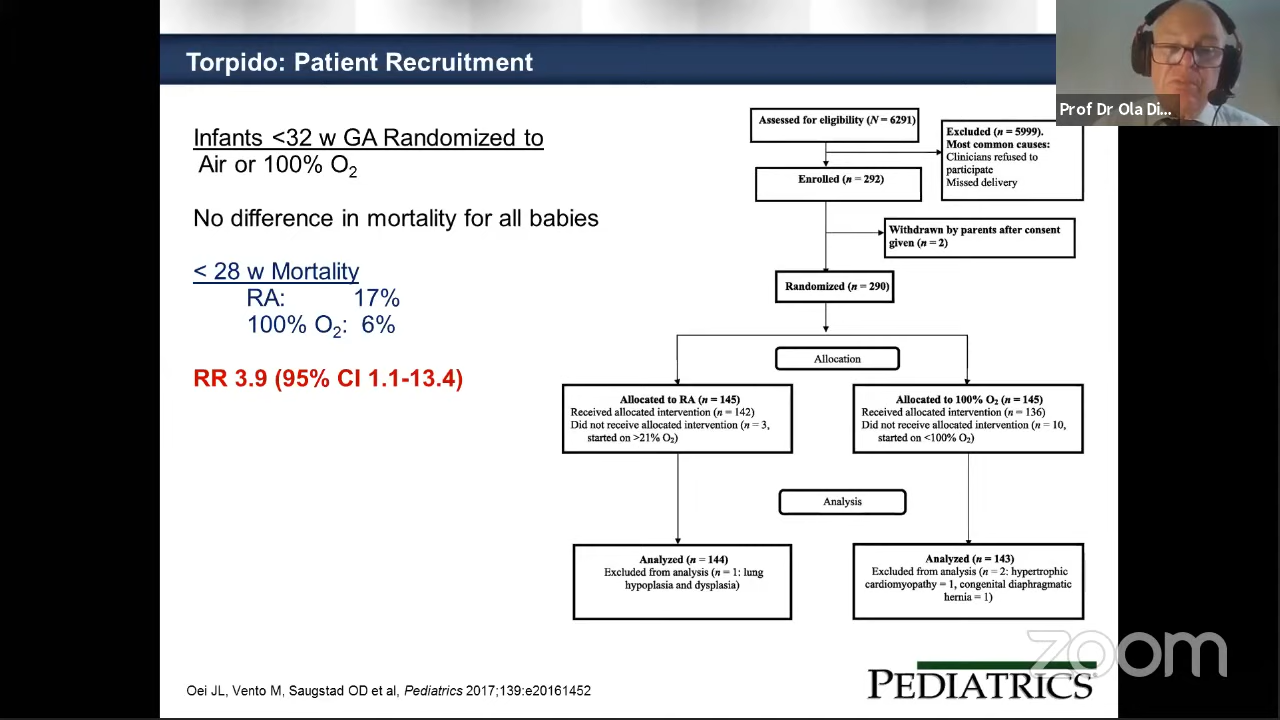 Torpido: Patient Recruitment
Prof Dr Ola Di...
Infants <32 w GA Randomized to
Air or 100% O₂
No difference in mortality for all babies
< 28 w Mortality
RA: 17%
100% O₂: 6%
RR 3.9 (95% CI 1.1-13.4)
Assessed for eligibility (N = 6291)
Excluded (n = 5999).
Most common causes:
Clinicians refused to
participate
Missed delivery
Enrolled (n = 292)
Withdrawn by parents after consent
given (n = 2)
Randomized (n = 290)
Allocation
Allocated to RA (n = 145)
Received allocated intervention (n = 142)
Did not receive allocated intervention (n = 3,
started on >21% O₂)
Allocated to 100% O₂ (n = 145)
Received allocated intervention (n = 136)
Did not receive allocated intervention (n = 10,
started on <100% O₂)
Analysis
Analyzed (n = 144)
Excluded from analysis (n = 1: lung
hypoplasia and dysplasia)
Analyzed (n = 143)
Excluded from analysis (n = 2: hypertrophic
cardiomyopathy = 1, congenital diaphragmatic
hernia = 1)
zoom
Oei JL, Vento M, Saugstad OD et al, Pediatrics 2017;139:e20161452
PEDIATRICS